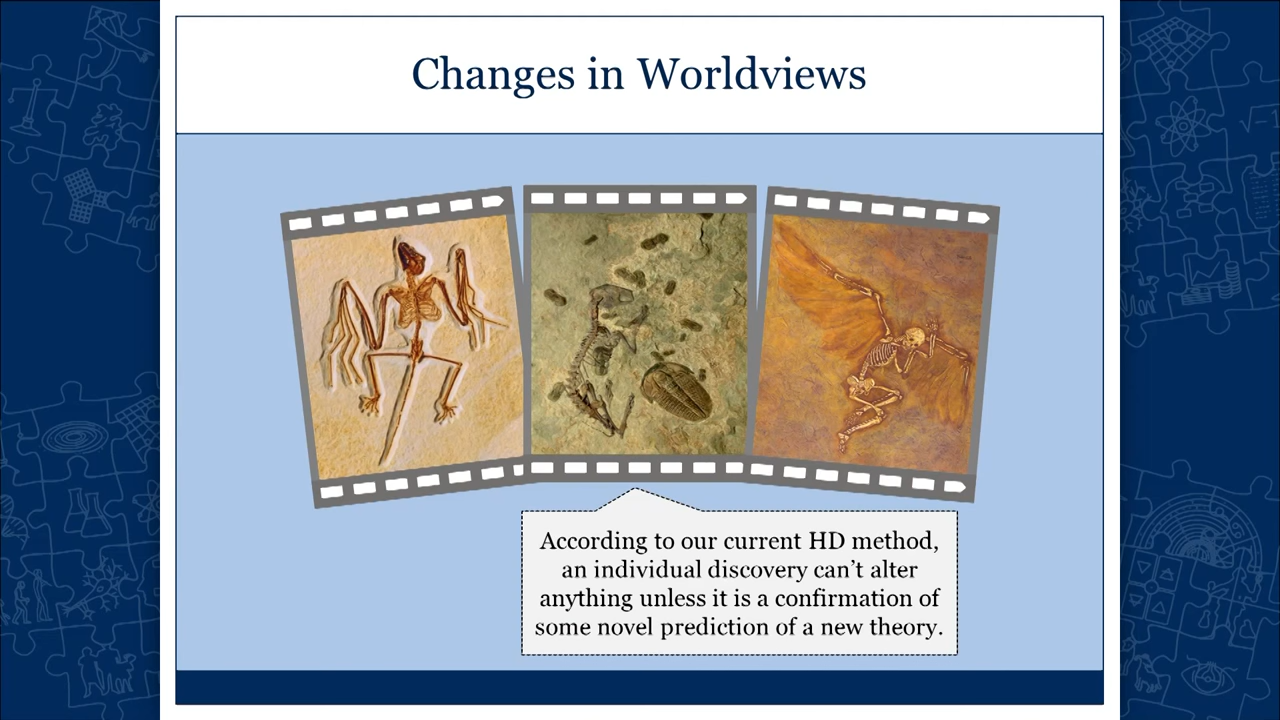 Changes in Worldviews
According to our current HD method,
an individual discovery can’t alter
anything unless it is a confirmation of
some novel prediction of a new theory.